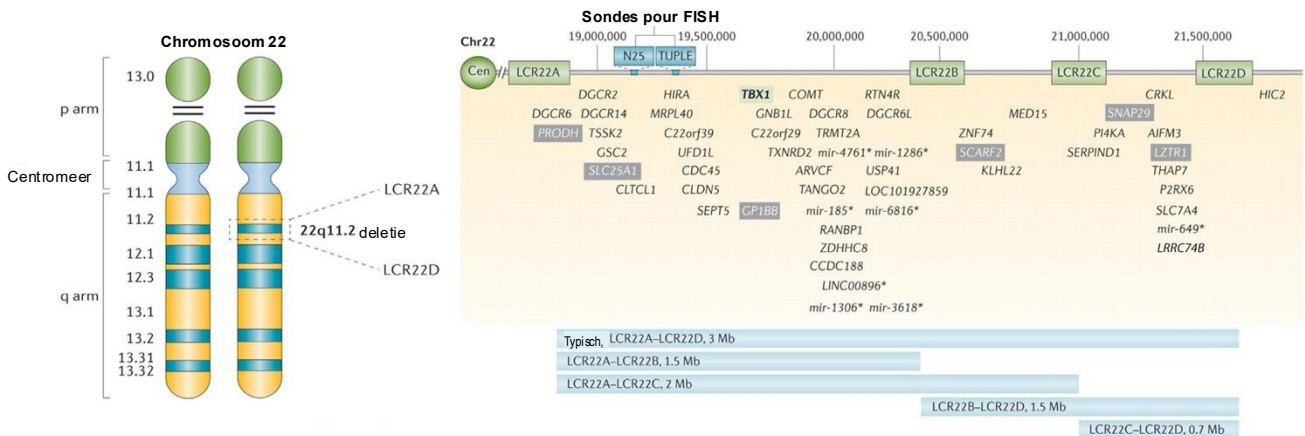 Sondes pour FISH
Chromosoom 22
Chr22
19,000,000 19,500,000 20,000,000 20,500,000 21,000,000 21,500,000
N25 TUPLE
Cen // LCR22A LCR22B LCR22C LCR22D
13.0
p arm
11.1
Centromeer
11.1
11.2
12.1
12.3
q arm
13.1
13.2
13.31
13.32
LCR22A
22q11.2 deletie
LCR22D
DGCR2 HIRA TBX1 COMT RTN4R CRKL HIC2
DGCR6 DGCR14 MRPL40 GNB1L DGCR8 DGCR6L MED15 SNAP29
PRODH TSSK2 C22orf39 C22orf29 TRMT2A ZNF74 PI4KA AIFM3
GSC2 UFD1L TXNRD2 mir-4761* mir-1286* SCARF2 SERPIND1 LZTR1
SLC25A1 CDC45 ARVCF USP41 KLHL22 THAP7
CLTCL1 CLDN5 TANGO2 LOC101927859 P2RX6
SEPT5 GP1BB mir-185* mir-6816* SLC7A4
RANBP1 mir-649*
ZDHHC8 LRRC74B
CCDC188
LINC00896*
mir-1306* mir-3618*
Typisch, LCR22A–LCR22D, 3 Mb
LCR22A–LCR22B, 1.5 Mb
LCR22A–LCR22C, 2 Mb
LCR22B–LCR22D, 1.5 Mb
LCR22C–LCR22D, 0.7 Mb